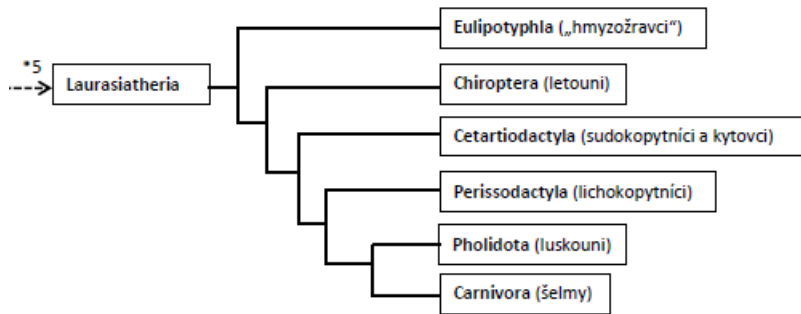 Eulipotyphla („hmyzožravci“)
*5
Laurasiatheria
Chiroptera (letouni)
Cetartiodactyla (sudokopytníci a kytovci)
Perissodactyla (lichokopytníci)
Pholidota (luskouni)
Carnivora (šelmy)